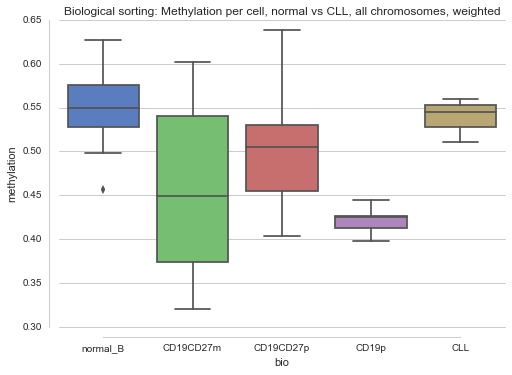 Biological sorting: Methylation per cell, normal vs CLL, all chromosomes, weighted
0.65
0.60
0.55
0.50
0.45
0.40
0.35
0.30
methylation
normal_B CD19CD27m CD19CD27p CD19p CLL
bio